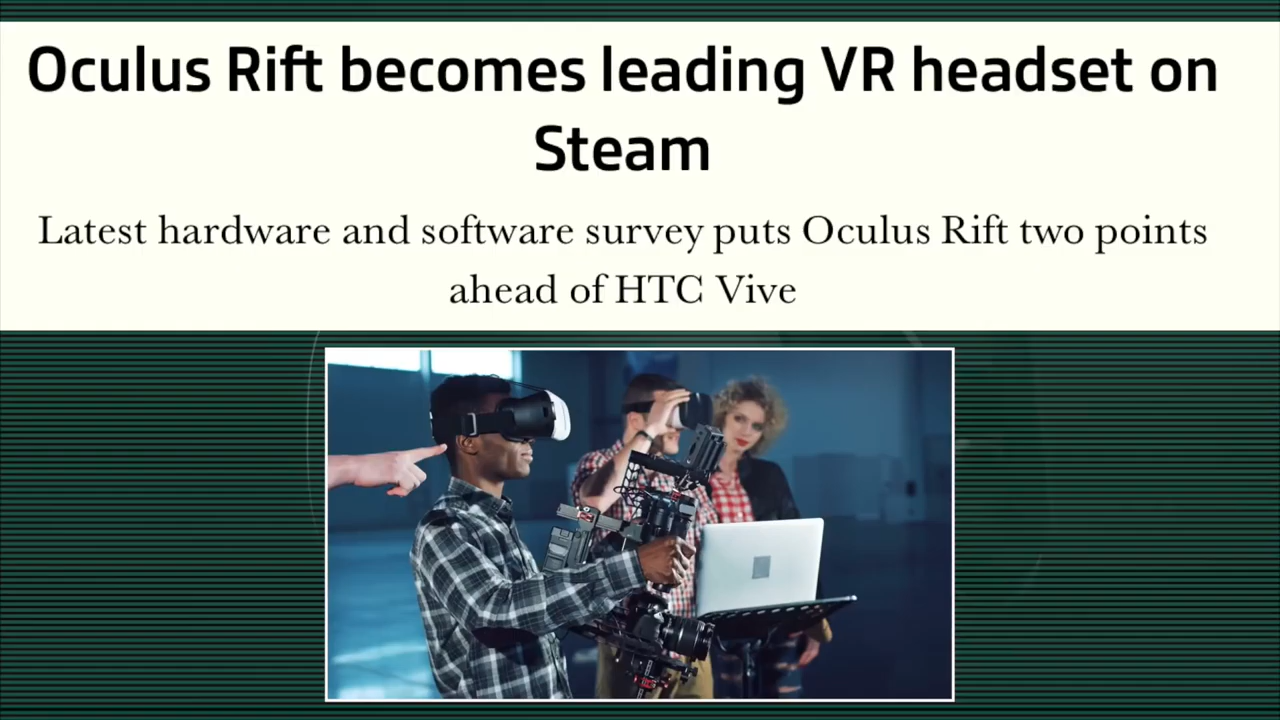 Oculus Rift becomes leading VR headset on
Steam
Latest hardware and software survey puts Oculus Rift two points
ahead of HTC Vive